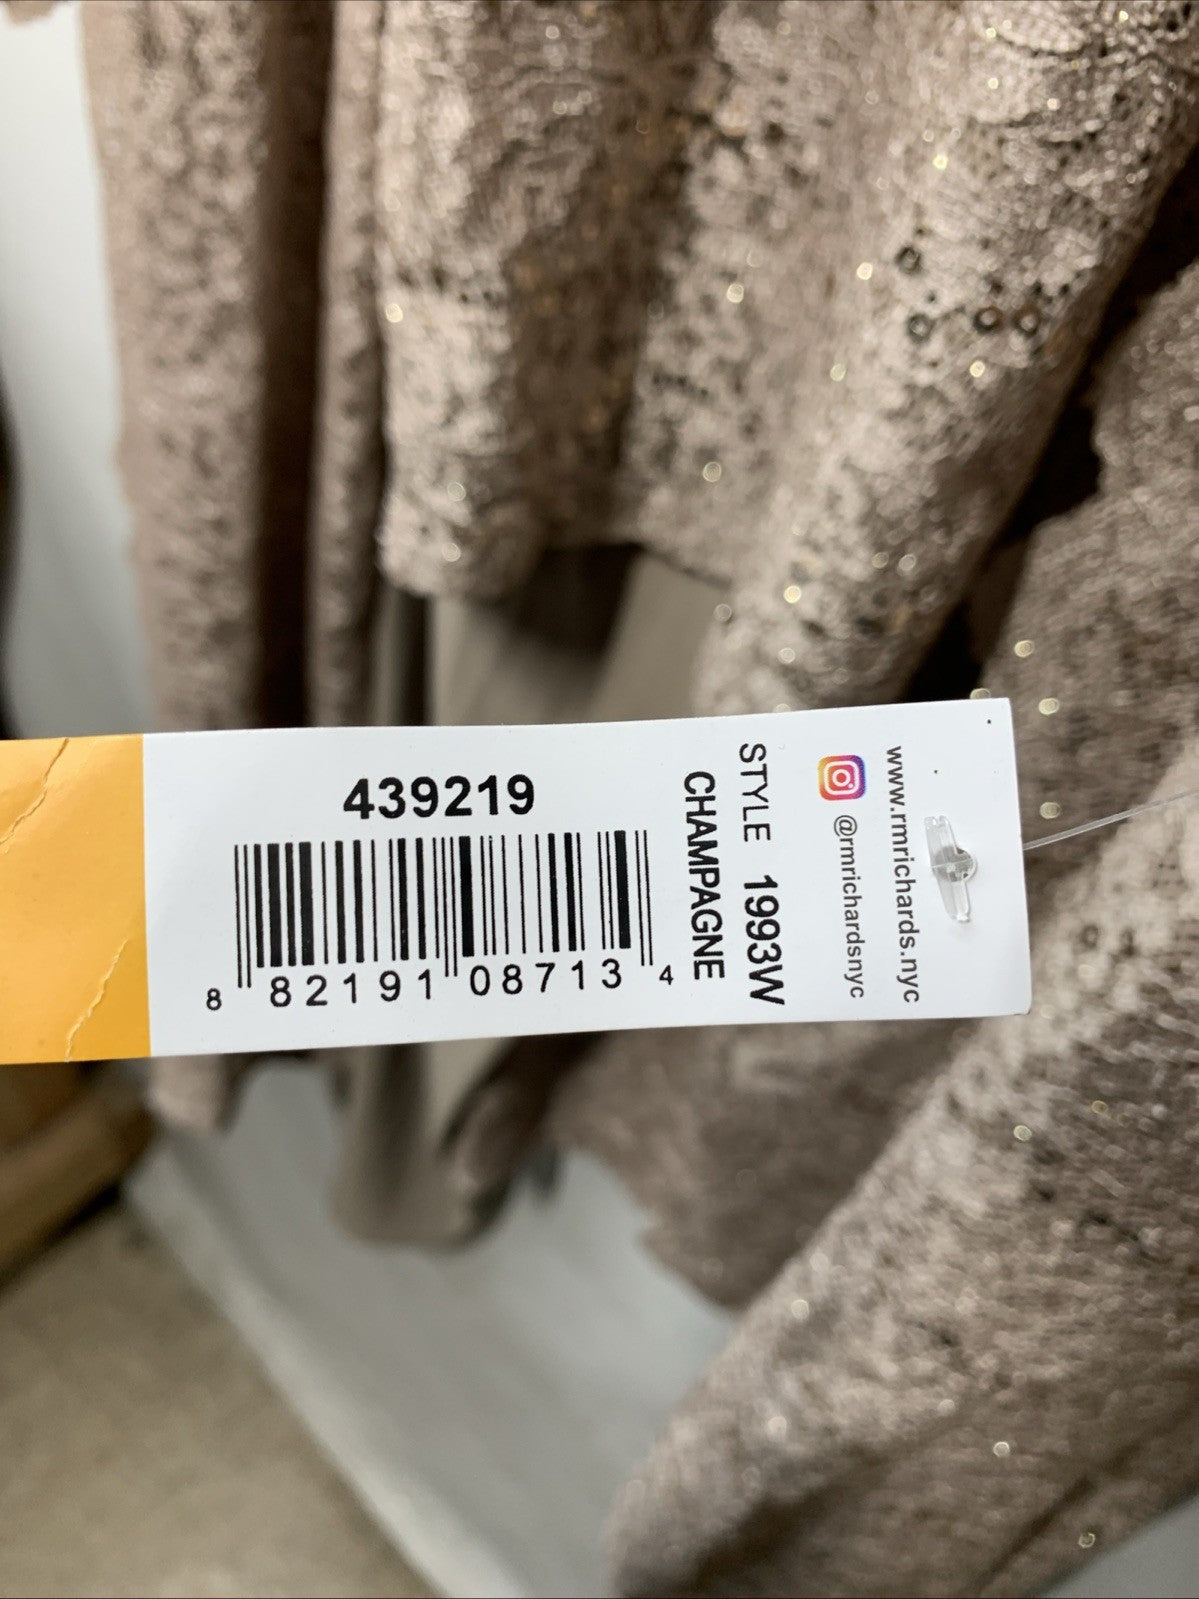 www.rmrichards.nyc
@rmrichardsnyc
STYLE 1993W
CHAMPAGNE
439219
8 82191 08713 4